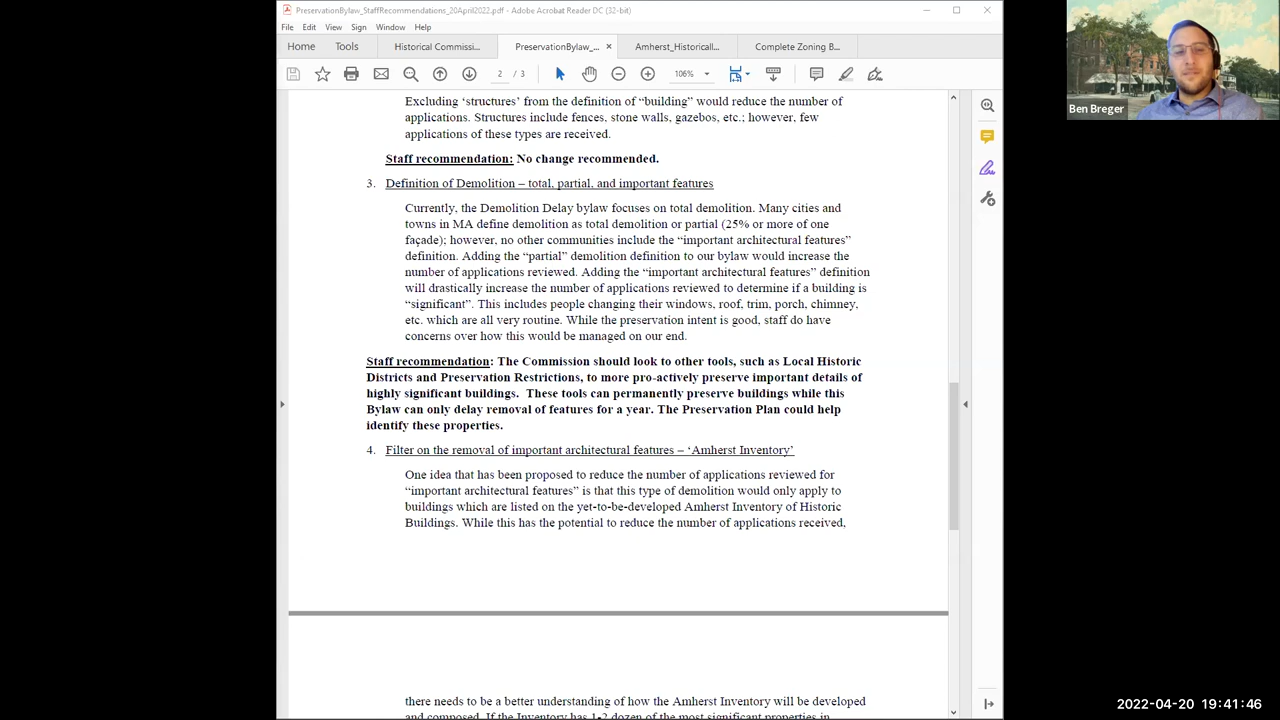 PreservationBylaw_StaffRecommendations_20April2022.pdf - Adobe Acrobat Reader DC (32-bit)
File Edit View Sign Window Help
Home Tools Historical Commissi... PreservationBylaw_... × Amherst_Historicall... Complete Zoning B...
2 / 3 106%
Excluding ‘structures’ from the definition of “building” would reduce the number of
applications. Structures include fences, stone walls, gazebos, etc.; however, few
applications of these types are received.
Staff recommendation: No change recommended.
3. Definition of Demolition – total, partial, and important features
Currently, the Demolition Delay bylaw focuses on total demolition. Many cities and
towns in MA define demolition as total demolition or partial (25% or more of one
façade); however, no other communities include the “important architectural features”
definition. Adding the “partial” demolition definition to our bylaw would increase the
number of applications reviewed. Adding the “important architectural features” definition
will drastically increase the number of applications reviewed to determine if a building is
“significant”. This includes people changing their windows, roof, trim, porch, chimney,
etc. which are all very routine. While the preservation intent is good, staff do have
concerns over how this would be managed on our end.
Staff recommendation: The Commission should look to other tools, such as Local Historic
Districts and Preservation Restrictions, to more pro-actively preserve important details of
highly significant buildings. These tools can permanently preserve buildings while this
Bylaw can only delay removal of features for a year. The Preservation Plan could help
identify these properties.
4. Filter on the removal of important architectural features – ‘Amherst Inventory’
One idea that has been proposed to reduce the number of applications reviewed for
“important architectural features” is that this type of demolition would only apply to
buildings which are listed on the yet-to-be-developed Amherst Inventory of Historic
Buildings. While this has the potential to reduce the number of applications received,
there needs to be a better understanding of how the Amherst Inventory will be developed
and composed. If the Inventory has 1-2 dozen of the most significant properties in
Ben Breger
2022-04-20 19:41:46